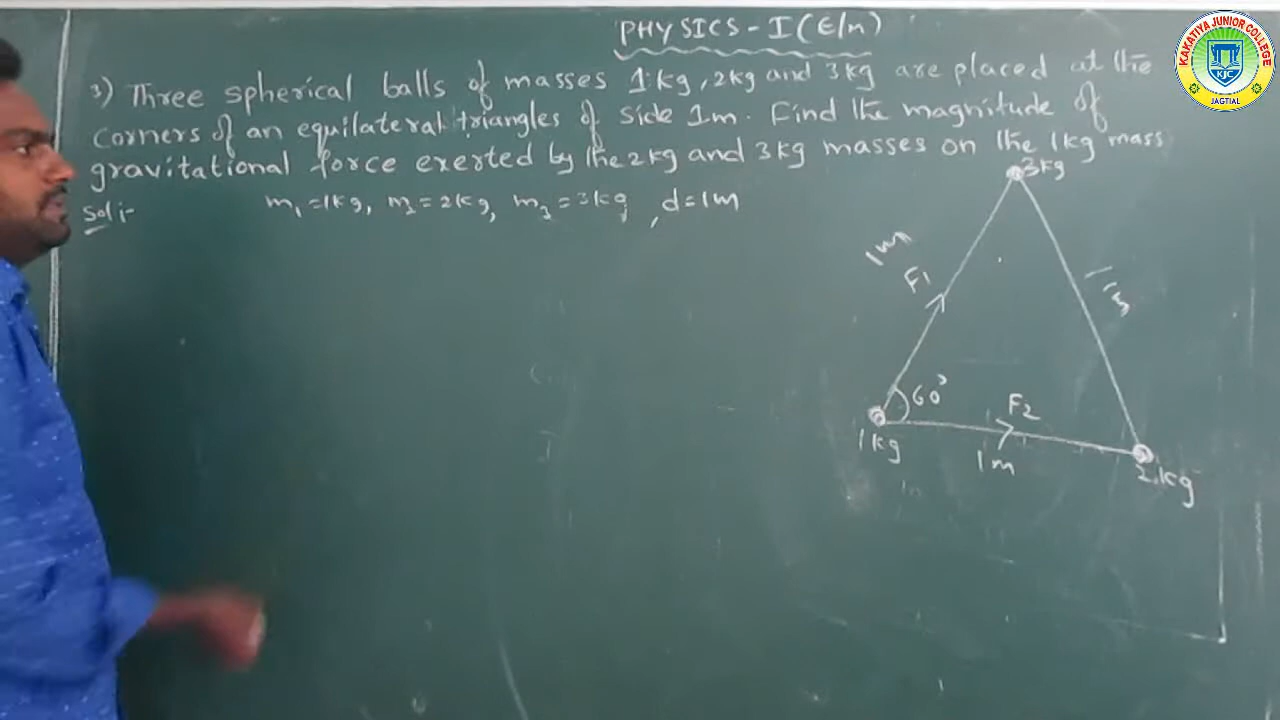 PHYSICS-I (E/M)
3) Three spherical balls of masses 1kg, 2kg and 3kg are placed at the
corners of an equilateral triangles of side 1m. Find the magnitude of
gravitational force exerted by the 2kg and 3kg masses on the 1kg mass
Sol:- m₁=1kg, m₂=2kg, m₃=3kg, d=1m
3kg
1m
F1
1m
60°
F2
1kg
1m
2kg
KAKATIYA JUNIOR COLLEGE
KJC
JAGTIAL